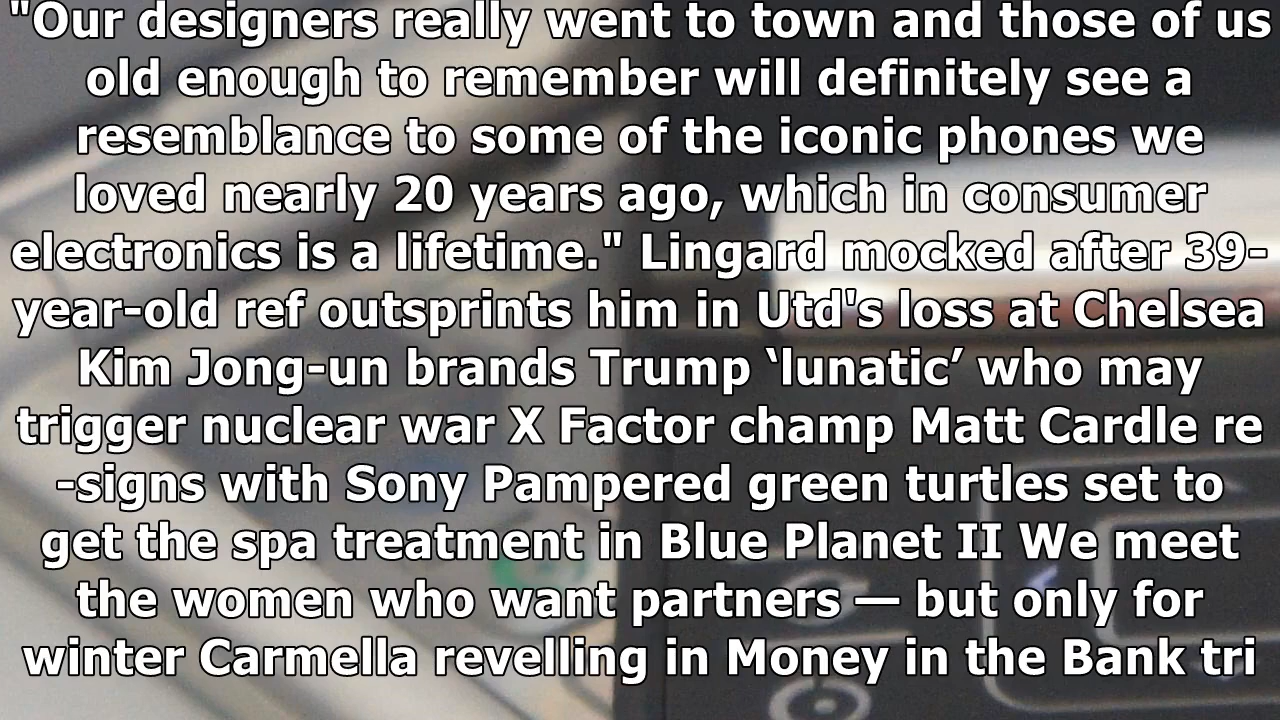 "Our designers really went to town and those of us
old enough to remember will definitely see a
resemblance to some of the iconic phones we
loved nearly 20 years ago, which in consumer
electronics is a lifetime." Lingard mocked after 39-
year-old ref outsprints him in Utd's loss at Chelsea
Kim Jong-un brands Trump ‘lunatic’ who may
trigger nuclear war X Factor champ Matt Cardle re
-signs with Sony Pampered green turtles set to
get the spa treatment in Blue Planet II We meet
the women who want partners — but only for
winter Carmella revelling in Money in the Bank tri